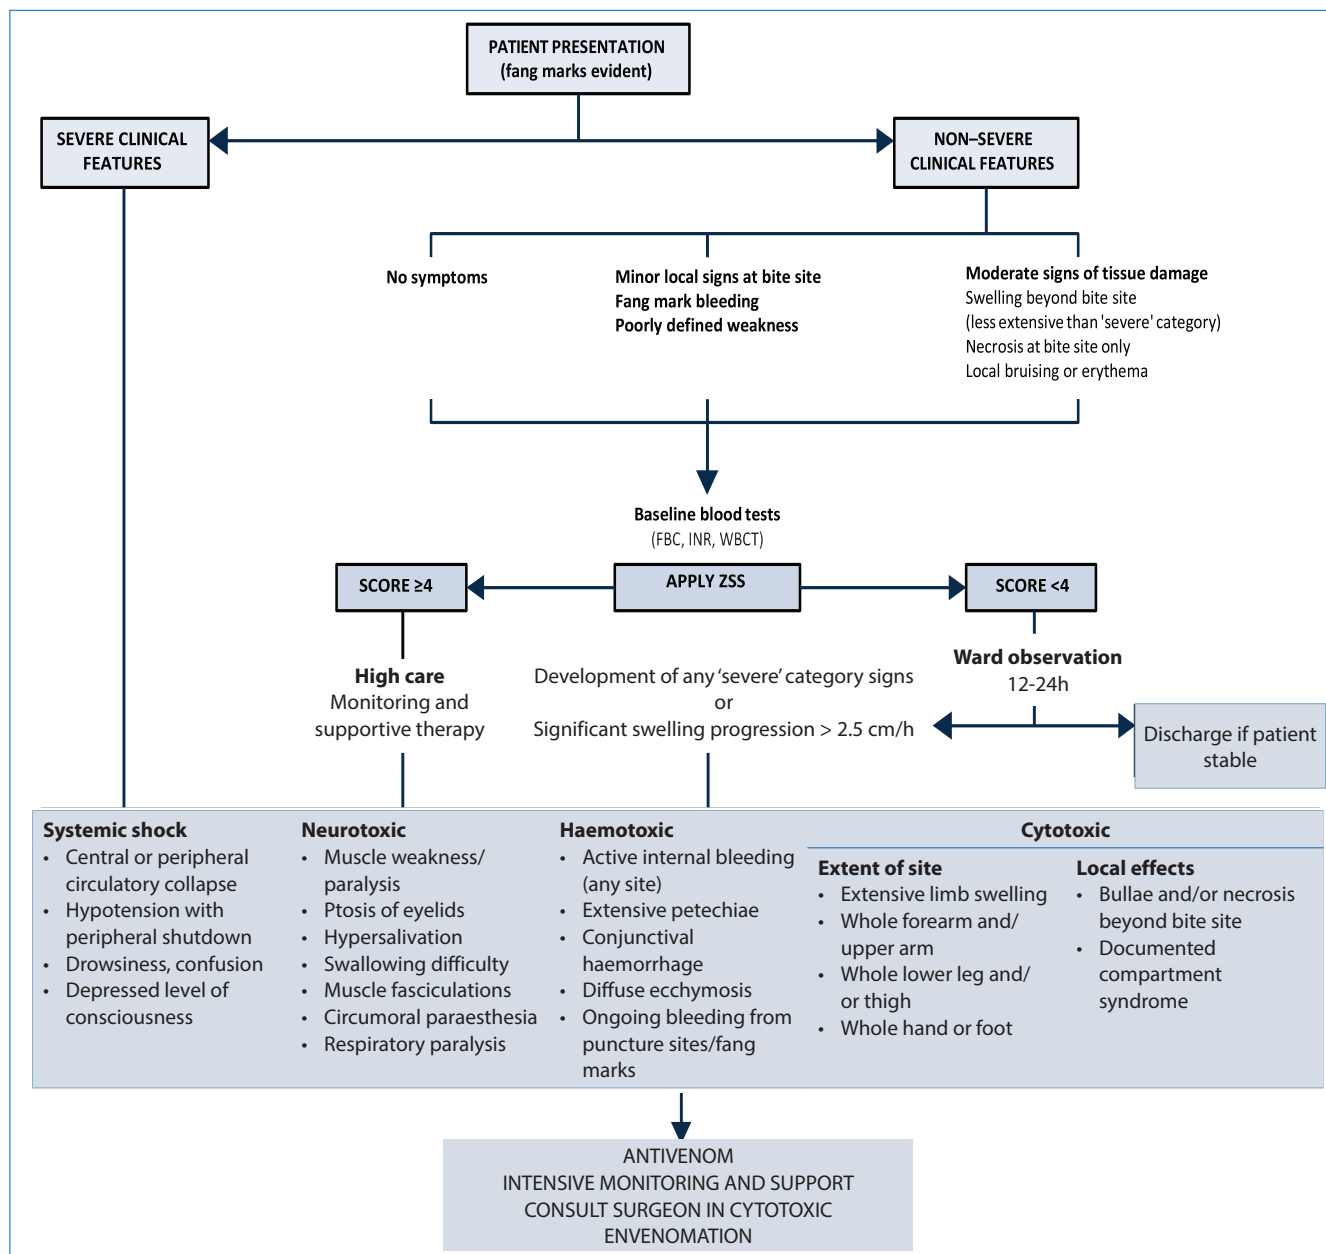 PATIENT PRESENTATION
(fang marks evident)
SEVERE CLINICAL
FEATURES
NON–SEVERE
CLINICAL FEATURES
No symptoms
Minor local signs at bite site
Fang mark bleeding
Poorly defined weakness
Moderate signs of tissue damage
Swelling beyond bite site
(less extensive than 'severe' category)
Necrosis at bite site only
Local bruising or erythema
Baseline blood tests
(FBC, INR, WBCT)
SCORE ≥4
APPLY ZSS
SCORE <4
High care
Monitoring and
supportive therapy
Development of any ‘severe’ category signs
or
Significant swelling progression > 2.5 cm/h
Ward observation
12-24h
Discharge if patient
stable
Systemic shock
• Central or peripheral
circulatory collapse
• Hypotension with
peripheral shutdown
• Drowsiness, confusion
• Depressed level of
consciousness
Neurotoxic
• Muscle weakness/
paralysis
• Ptosis of eyelids
• Hypersalivation
• Swallowing difficulty
• Muscle fasciculations
• Circumoral paraesthesia
• Respiratory paralysis
Haemotoxic
• Active internal bleeding
(any site)
• Extensive petechiae
• Conjunctival
haemorrhage
• Diffuse ecchymosis
• Ongoing bleeding from
puncture sites/fang
marks
Cytotoxic
Extent of site
• Extensive limb swelling
• Whole forearm and/
upper arm
• Whole lower leg and/
or thigh
• Whole hand or foot
Local effects
• Bullae and/or necrosis
beyond bite site
• Documented
compartment
syndrome
ANTIVENOM
INTENSIVE MONITORING AND SUPPORT
CONSULT SURGEON IN CYTOTOXIC
ENVENOMATION